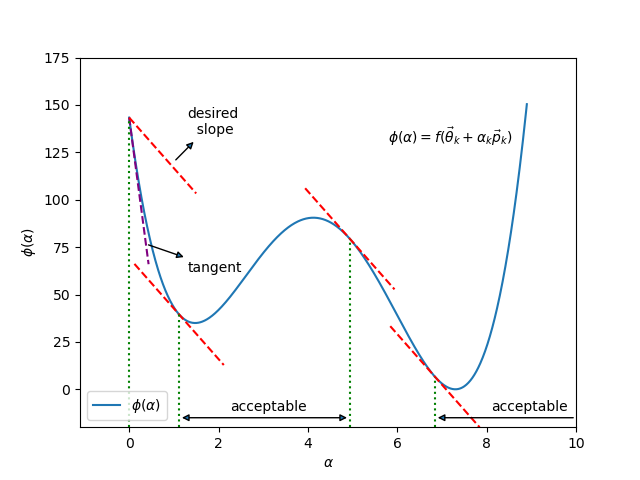 175
150
125
100
75
50
25
0
ϕ(α)
desired
slope
ϕ(α) = f(θ⃗ₖ + αₖp⃗ₖ)
tangent
acceptable
acceptable
ϕ(α)
0 2 4 6 8 10
α